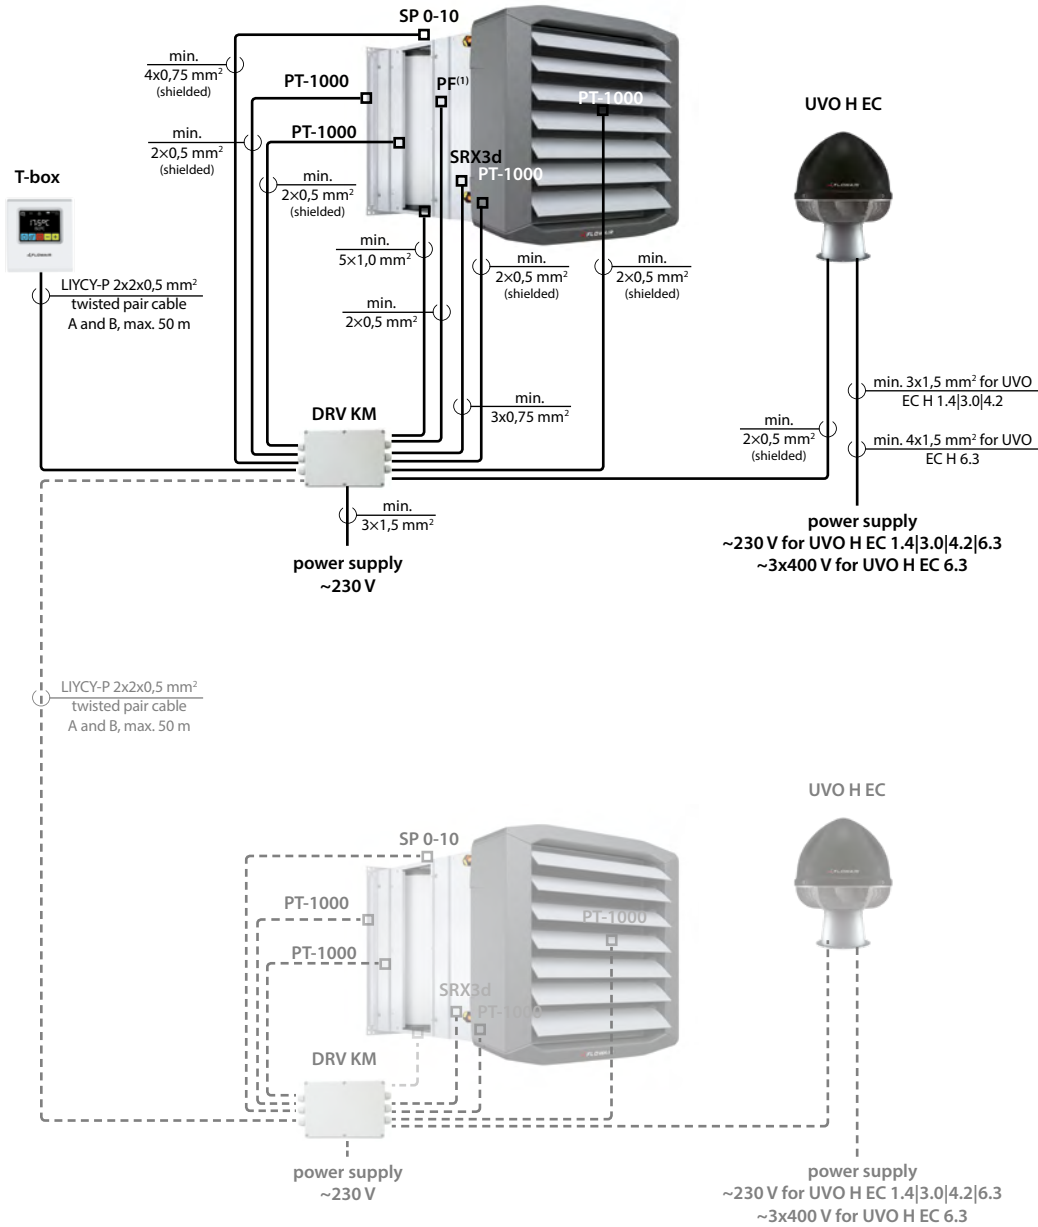 SP 0-10
min.
4x0,75 mm²
(shielded)
PT-1000
PF(1)
PT-1000
UVO H EC
min.
2×0,5 mm²
(shielded)
PT-1000
SRX3d
PT-1000
T-box
min.
2×0,5 mm²
(shielded)
FLOWAIR
FLOWAIR
FLOWAIR
min.
5×1,0 mm²
min.
2×0,5 mm²
(shielded)
min.
2×0,5 mm²
(shielded)
LIYCY-P 2x2x0,5 mm²
twisted pair cable
A and B, max. 50 m
min.
2×0,5 mm²
min. 3x1,5 mm² for UVO
EC H 1.4|3.0|4.2
min.
3x0,75 mm²
DRV KM
min.
2×0,5 mm²
(shielded)
min. 4x1,5 mm² for UVO
EC H 6.3
min.
3×1,5 mm²
power supply
~230 V
power supply
~230 V for UVO H EC 1.4|3.0|4.2|6.3
~3x400 V for UVO H EC 6.3
LIYCY-P 2x2x0,5 mm²
twisted pair cable
A and B, max. 50 m
UVO H EC
SP 0-10
PT-1000
PT-1000
PT-1000
SRX3d
PT-1000
FLOWAIR
FLOWAIR
DRV KM
power supply
~230 V
power supply
~230 V for UVO H EC 1.4|3.0|4.2|6.3
~3x400 V for UVO H EC 6.3